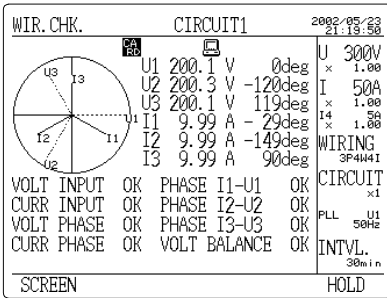 WIR. CHK. CIRCUIT1 2002/05/23
21:19:50
CA
RD
U3
I3
U1
I2
I1
U2
U1 200.1 V 0deg
U2 200.3 V -120deg
U3 200.1 V 119deg
I1 9.99 A - 29deg
I2 9.99 A -149deg
I3 9.99 A 90deg
VOLT INPUT OK PHASE I1-U1 OK
CURR INPUT OK PHASE I2-U2 OK
VOLT PHASE OK PHASE I3-U3 OK
CURR PHASE OK VOLT BALANCE OK
U 300V
× 1.00
I 50A
× 1.00
I4 5A
× 1.00
WIRING
3P4W4I
CIRCUIT
×1
PLL U1
50Hz
INTVL.
30min
SCREEN HOLD